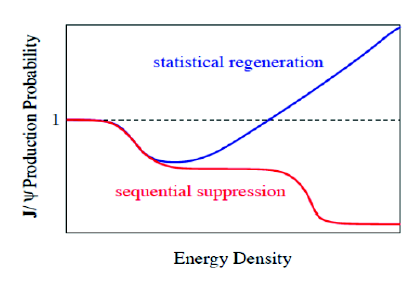 J/ψ Production Probability
statistical regeneration
1
sequential suppression
Energy Density